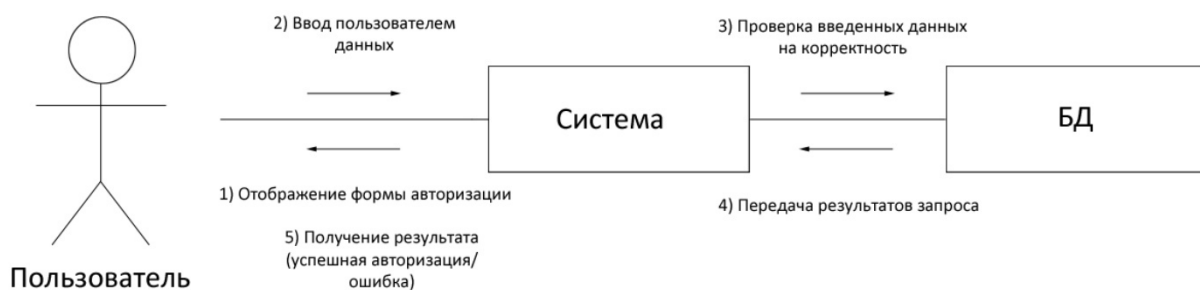 2) Ввод пользователем
данных
3) Проверка введенных данных
на корректность
Система
БД
1) Отображение формы авторизации
4) Передача результатов запроса
5) Получение результата
(успешная авторизация/
ошибка)
Пользователь